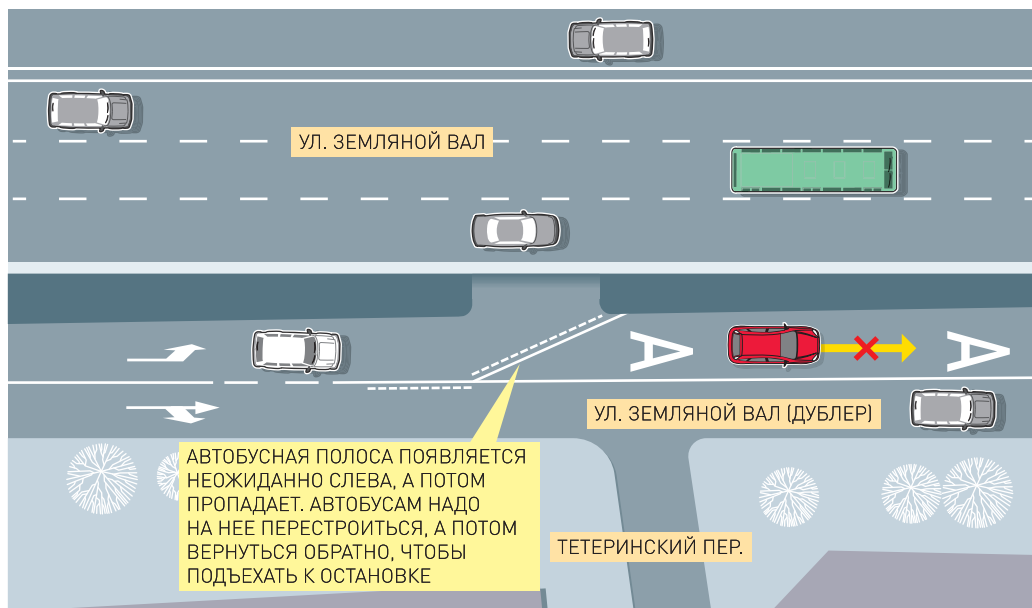 УЛ. ЗЕМЛЯНОЙ ВАЛ
А
А
УЛ. ЗЕМЛЯНОЙ ВАЛ (ДУБЛЕР)
АВТОБУСНАЯ ПОЛОСА ПОЯВЛЯЕТСЯ
НЕОЖИДАННО СЛЕВА, А ПОТОМ
ПРОПАДАЕТ. АВТОБУСАМ НАДО
НА НЕЕ ПЕРЕСТРОИТЬСЯ, А ПОТОМ
ВЕРНУТЬСЯ ОБРАТНО, ЧТОБЫ
ПОДЪЕХАТЬ К ОСТАНОВКЕ
ТЕТЕРИНСКИЙ ПЕР.